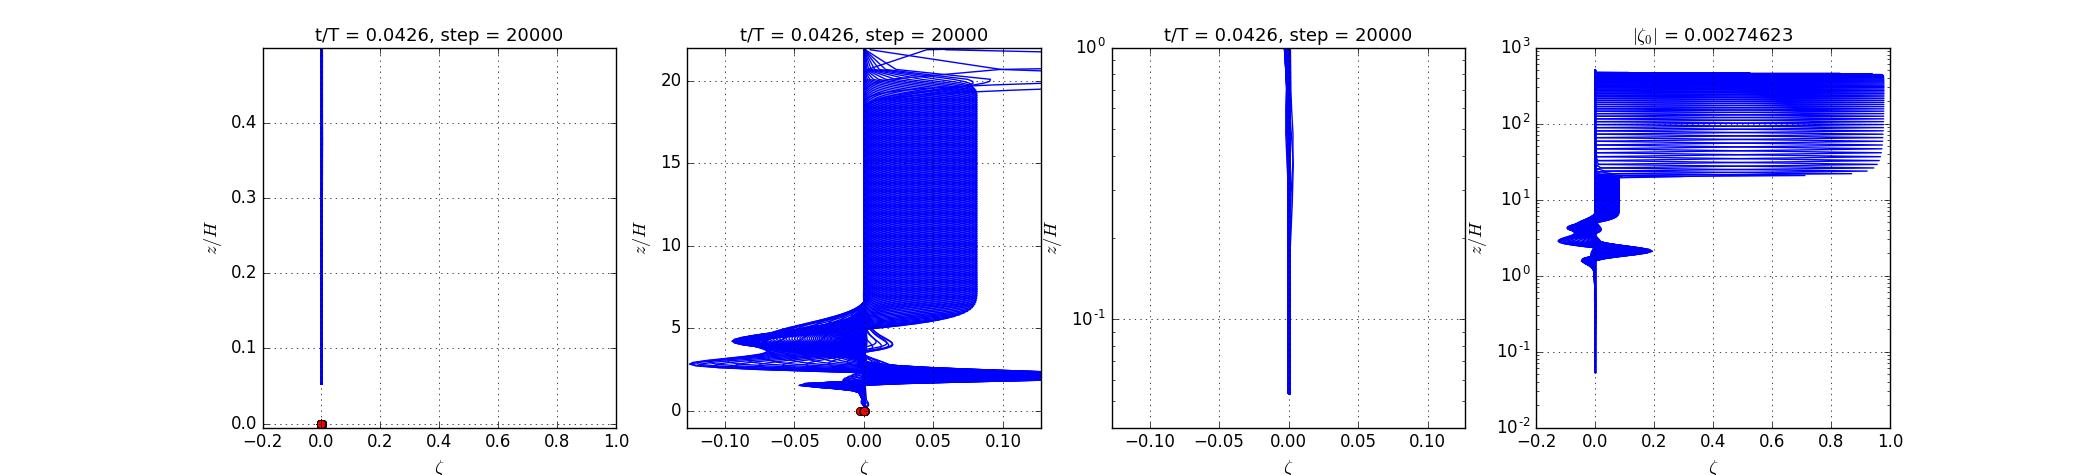 t/T = 0.0426, step = 20000
t/T = 0.0426, step = 20000
t/T = 0.0426, step = 20000
|ζ₀| = 0.00274623
z/H
0.4
0.3
0.2
0.1
0.0
−0.2 0.0 0.2 0.4 0.6 0.8 1.0
ζ
z/H
20
15
10
5
0
−0.10 −0.05 0.00 0.05 0.10
ζ
z/H
10⁰
10⁻¹
−0.10 −0.05 0.00 0.05 0.10
ζ
z/H
10³
10²
10¹
10⁰
10⁻¹
10⁻²
−0.2 0.0 0.2 0.4 0.6 0.8 1.0
ζ